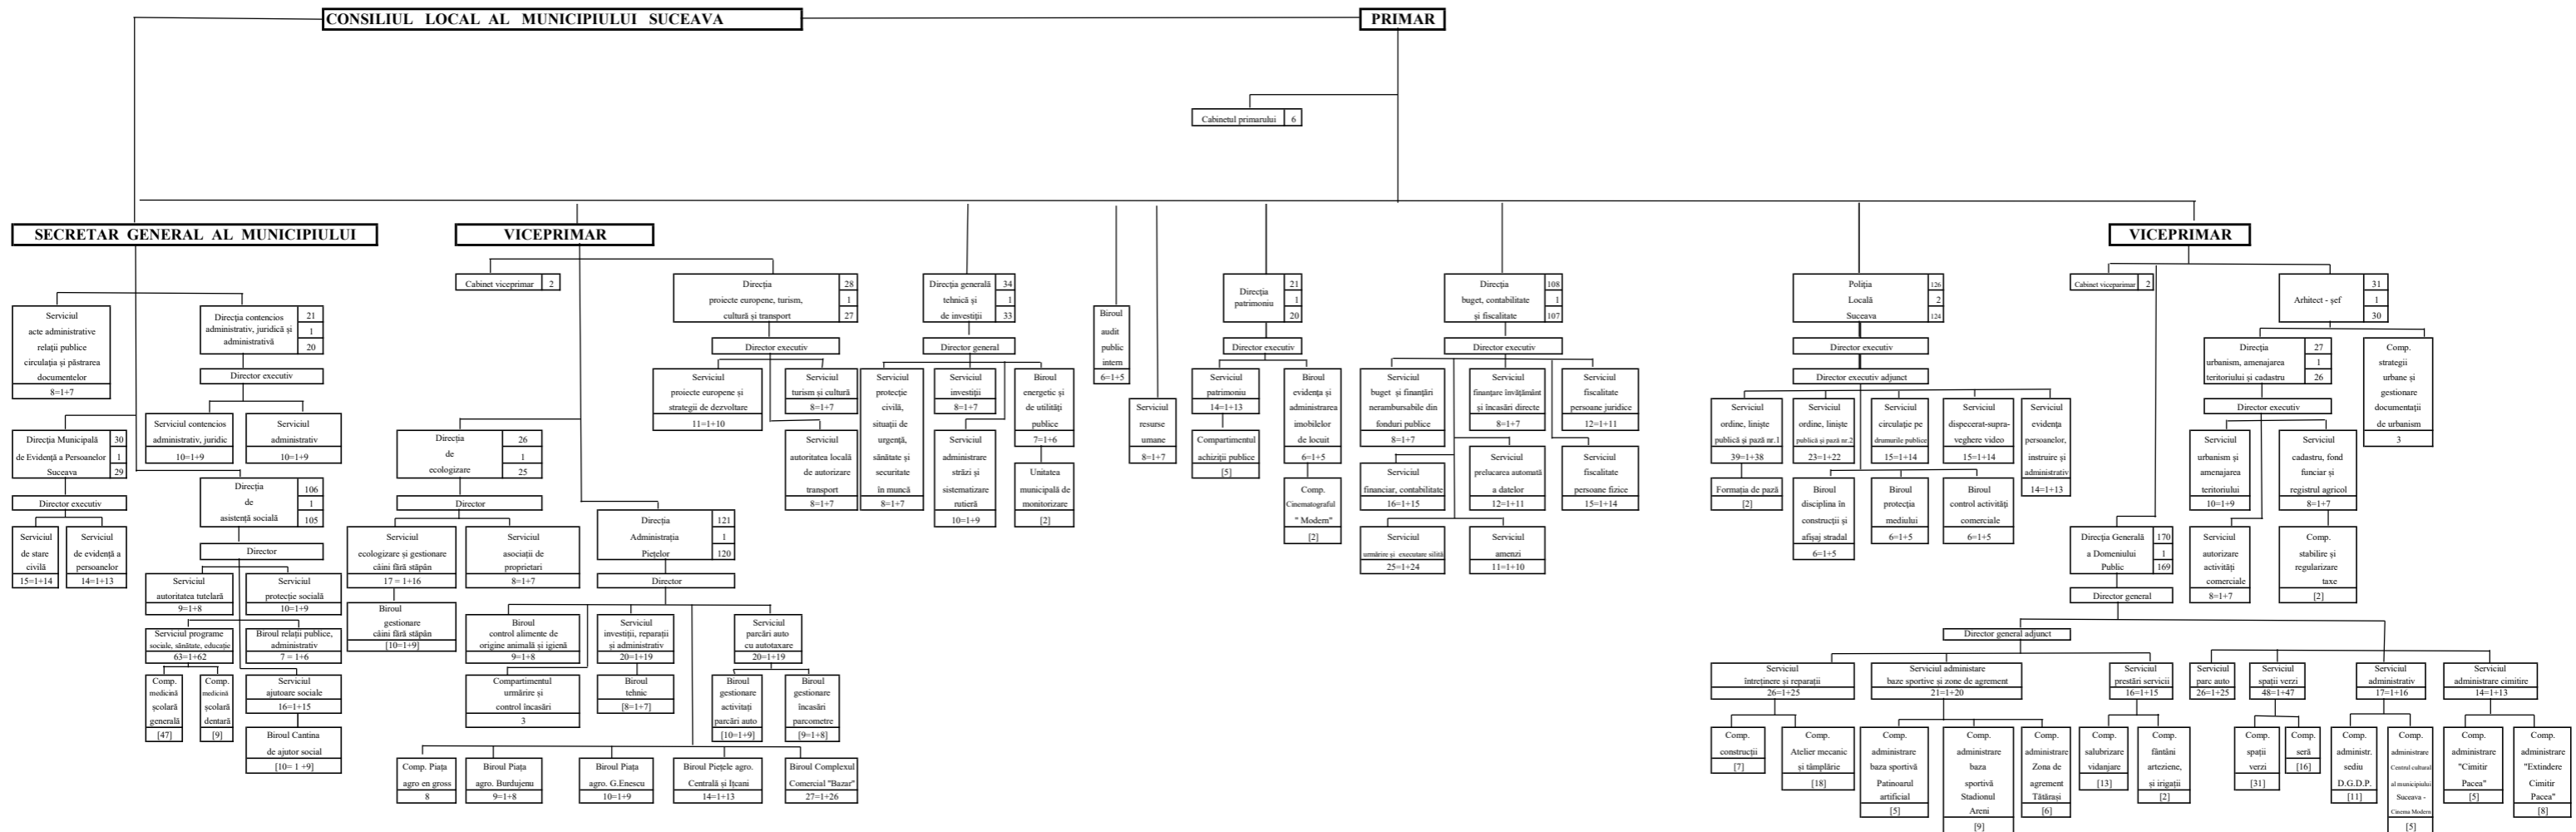 CONSILIUL LOCAL AL MUNICIPIULUI SUCEAVA
PRIMAR
Cabinetul primarului 6
SECRETAR GENERAL AL MUNICIPIULUI
VICEPRIMAR
VICEPRIMAR
Serviciul
acte administrative
relații publice
circulația și păstrarea
documentelor
8=1+7
Direcția contencios 21
administrativ, juridică și 1
administrativă 20
Director executiv
Serviciul contencios
administrativ, juridic
10=1+9
Serviciul
administrativ
10=1+9
Direcția Municipală 30
de Evidență a Persoanelor 1
Suceava 29
Director executiv
Serviciul
de stare
civilă
15=1+14
Serviciul
de evidență a
persoanelor
14=1+13
Direcția 106
de 1
asistență socială 105
Director
Serviciul
autoritatea tutelară
9=1+8
Serviciul
protecție socială
10=1+9
Serviciul programe
sociale, sănătate, educație
63=1+62
Biroul relații publice,
administrativ
7 = 1+6
Comp.
medicină
școlară
generală
[47]
Comp.
medicină
școlară
dentară
[9]
Serviciul
ajutoare sociale
16=1+15
Biroul Cantina
de ajutor social
[10= 1 +9]
Cabinet viceprimar 2
Direcția 28
proiecte europene, turism, 1
cultură și transport 27
Director executiv
Serviciul
proiecte europene și
strategii de dezvoltare
11=1+10
Serviciul
turism și cultură
8=1+7
Serviciul
autoritatea locală
de autorizare
transport
8=1+7
Direcția 26
de 1
ecologizare 25
Director
Serviciul
ecologizare și gestionare
câini fără stăpân
17 = 1+16
Serviciul
asociații de
proprietari
8=1+7
Biroul
gestionare
câini fără stăpân
[10=1+9]
Direcția 121
Administrația 1
Piețelor 120
Director
Biroul
control alimente de
origine animală și igienă
9=1+8
Serviciul
investiții, reparații
și administrativ
20=1+19
Serviciul
parcări auto
cu autotaxare
20=1+19
Compartimentul
urmărire și
control încasări
3
Biroul
tehnic
[8=1+7]
Biroul
gestionare
activitați
parcări auto
[10=1+9]
Biroul
gestionare
încasări
parcometre
[9=1+8]
Comp. Piața
agro en gross
8
Biroul Piața
agro. Burdujenu
9=1+8
Biroul Piața
agro. G.Enescu
10=1+9
Biroul Piețele agro.
Centrală și Ițcani
14=1+13
Biroul Complexul
Comercial "Bazar"
27=1+26
Direcția generală 34
tehnică și 1
de investiții 33
Director general
Serviciul
protecție
civilă,
situații de
urgență,
sănătate și
securitate
în muncă
8=1+7
Serviciul
investiții
8=1+7
Serviciul
administrare
străzi și
sistematizare
rutieră
10=1+9
Biroul
energetic și
de utilități
publice
7=1+6
Unitatea
municipală de
monitorizare
[2]
Biroul
audit
public
intern
6=1+5
Serviciul
resurse
umane
8=1+7
Direcția 21
patrimoniu 1
20
Director executiv
Serviciul
patrimoniu
14=1+13
Compartimentul
achiziții publice
[5]
Biroul
evidența și
administrarea
imobilelor
de locuit
6=1+5
Comp.
Cinematograful
" Modern"
[2]
Direcția 108
buget, contabilitate 1
și fiscalitate 107
Director executiv
Serviciul
buget și finanțări
nerambursabile din
fonduri publice
8=1+7
Serviciul
finanțare învățământ
și încasări directe
8=1+7
Serviciul
fiscalitate
persoane juridice
12=1+11
Serviciul
financiar, contabilitate
16=1+15
Serviciul
prelucarea automată
a datelor
12=1+11
Serviciul
fiscalitate
persoane fizice
15=1+14
Serviciul
urmărire și executare silită
25=1+24
Serviciul
amenzi
11=1+10
Poliția 126
Locală 2
Suceava 124
Director executiv
Director executiv adjunct
Serviciul
ordine, liniște
publică și pază nr.1
39=1+38
Serviciul
ordine, liniște
publică și pază nr.2
23=1+22
Serviciul
circulație pe
drumurile publice
15=1+14
Serviciul
dispecerat-supra-
veghere video
15=1+14
Serviciul
evidența
persoanelor,
instruire și
administrativ
14=1+13
Formația de pază
[2]
Biroul
disciplina în
construcții și
afișaj stradal
6=1+5
Biroul
protecția
mediului
6=1+5
Biroul
control activități
comerciale
6=1+5
Cabinet viceparimar 2
31
Arhitect - șef 1
30
Direcția 27
urbanism, amenajarea 1
teritoriului și cadastru 26
Director executiv
Comp.
strategii
urbane și
gestionare
documentații
de urbanism
3
Serviciul
urbanism și
amenajarea
teritoriului
10=1+9
Serviciul
cadastru, fond
funciar și
registrul agricol
8=1+7
Serviciul
autorizare
activități
comerciale
8=1+7
Comp.
stabilire și
regularizare
taxe
[2]
Direcția Generală 170
a Domeniului 1
Public 169
Director general
Director general adjunct
Serviciul
întreținere și reparații
26=1+25
Serviciul administare
baze sportive și zone de agrement
21=1+20
Serviciul
prestări servicii
16=1+15
Serviciul
parc auto
26=1+25
Serviciul
spații verzi
48=1+47
Serviciul
administrativ
17=1+16
Serviciul
administrare cimitire
14=1+13
Comp.
construcții
[7]
Comp.
Atelier mecanic
și tâmplărie
[18]
Comp.
administrare
baza sportivă
Patinoarul
artificial
[5]
Comp.
administrare
baza
sportivă
Stadionul
Areni
[9]
Comp.
administrare
Zona de
agrement
Tătărași
[6]
Comp.
salubrizare
vidanjare
[13]
Comp.
fântâni
arteziene,
și irigații
[2]
Comp.
spații
verzi
[31]
Comp.
seră
[16]
Comp.
administr.
sediu
D.G.D.P.
[11]
Comp.
administrare
Centrul cultural
al municipiului
Suceava -
Cinema Modern
[5]
Comp.
administrare
"Cimitir
Pacea"
[5]
Comp.
administrare
"Extindere
Cimitir
Pacea"
[8]